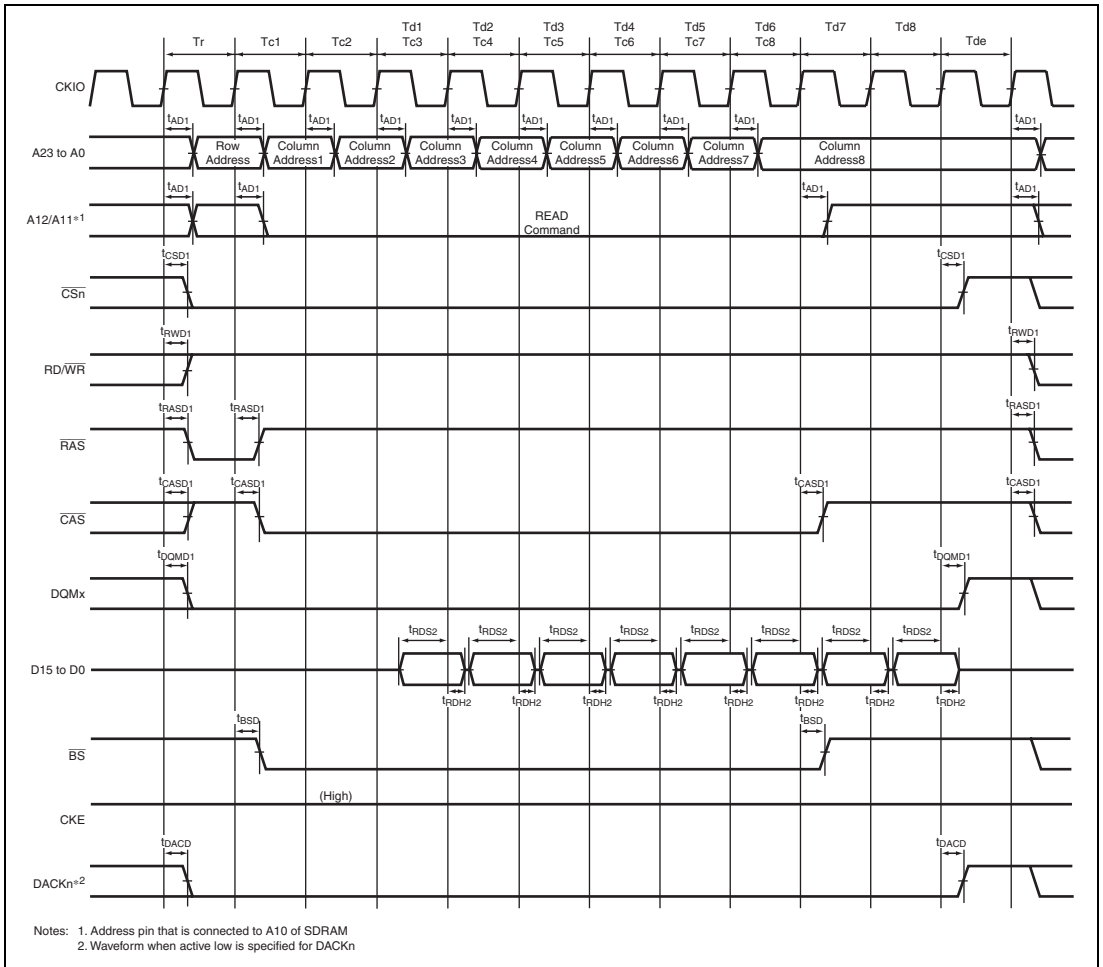 Td1 Td2 Td3 Td4 Td5 Td6 Td7 Td8
Tr Tc1 Tc2 Tc3 Tc4 Tc5 Tc6 Tc7 Tc8 Tde
CKIO
tAD1 tAD1 tAD1 tAD1 tAD1 tAD1 tAD1 tAD1 tAD1 tAD1
A23 to A0
Row Address
Column Address1
Column Address2
Column Address3
Column Address4
Column Address5
Column Address6
Column Address7
Column Address8
tAD1 tAD1 tAD1 tAD1
A12/A11*1
READ
Command
tCSD1 tCSD1
CSn
tRWD1 tRWD1
RD/WR
tRASD1 tRASD1 tRASD1
RAS
tCASD1 tCASD1 tCASD1 tCASD1
CAS
tDQMD1 tDQMD1
DQMx
tRDS2 tRDS2 tRDS2 tRDS2 tRDS2 tRDS2 tRDS2 tRDS2
D15 to D0
tRDH2 tRDH2 tRDH2 tRDH2 tRDH2 tRDH2 tRDH2 tRDH2
tBSD tBSD
BS
(High)
CKE
tDACD tDACD
DACKn*2
Notes: 1. Address pin that is connected to A10 of SDRAM
2. Waveform when active low is specified for DACKn